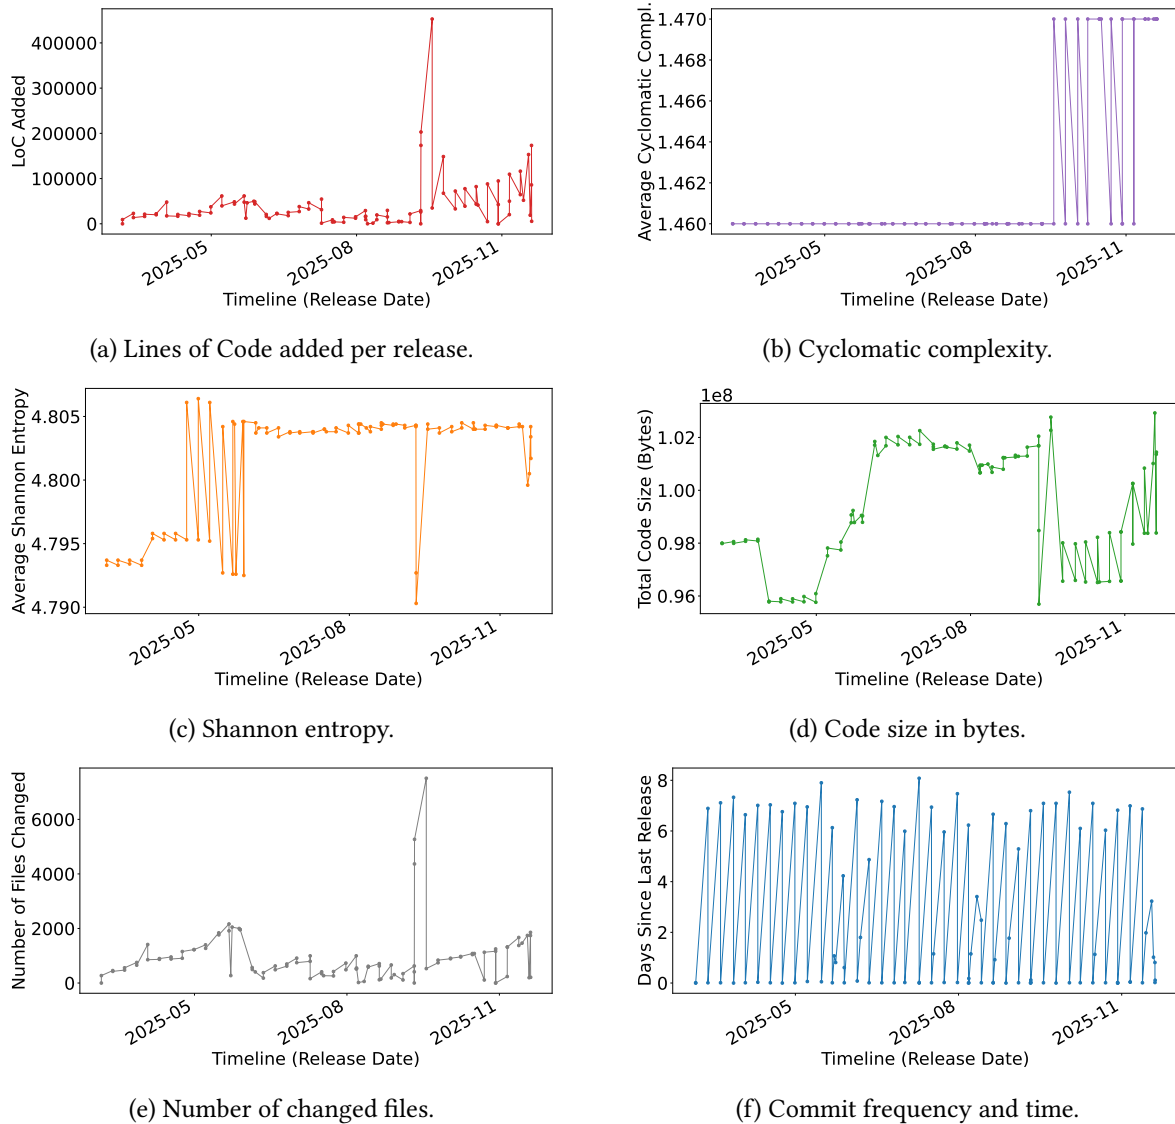 LoC Added
400000
300000
200000
100000
0
2025-05
2025-08
2025-11
Timeline (Release Date)
(a) Lines of Code added per release.
Average Cyclomatic Compl.
1.470
1.468
1.466
1.464
1.462
1.460
2025-05
2025-08
2025-11
Timeline (Release Date)
(b) Cyclomatic complexity.
Average Shannon Entropy
4.805
4.800
4.795
4.790
2025-05
2025-08
2025-11
Timeline (Release Date)
(c) Shannon entropy.
1e8
Total Code Size (Bytes)
1.02
1.00
0.98
0.96
2025-05
2025-08
2025-11
Timeline (Release Date)
(d) Code size in bytes.
Number of Files Changed
6000
4000
2000
0
2025-05
2025-08
2025-11
Timeline (Release Date)
(e) Number of changed files.
Days Since Last Release
8
6
4
2
0
2025-05
2025-08
2025-11
Timeline (Release Date)
(f) Commit frequency and time.